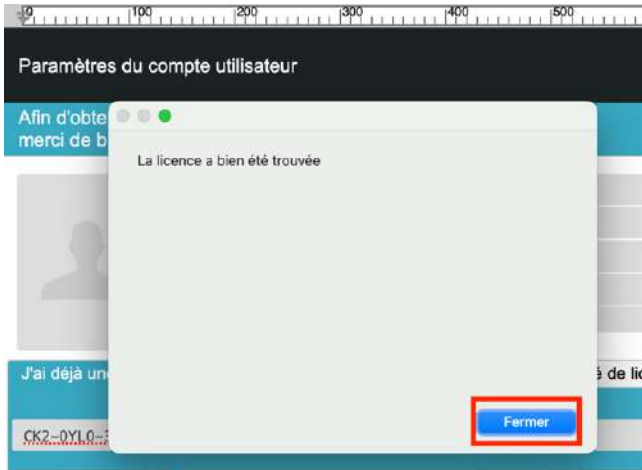 0 100 200 300 400 500
Paramètres du compte utilisateur
Afin d'obte
merci de b
La licence a bien été trouvée
J'ai déjà un
é de lic
Fermer
CK2-0YL0-